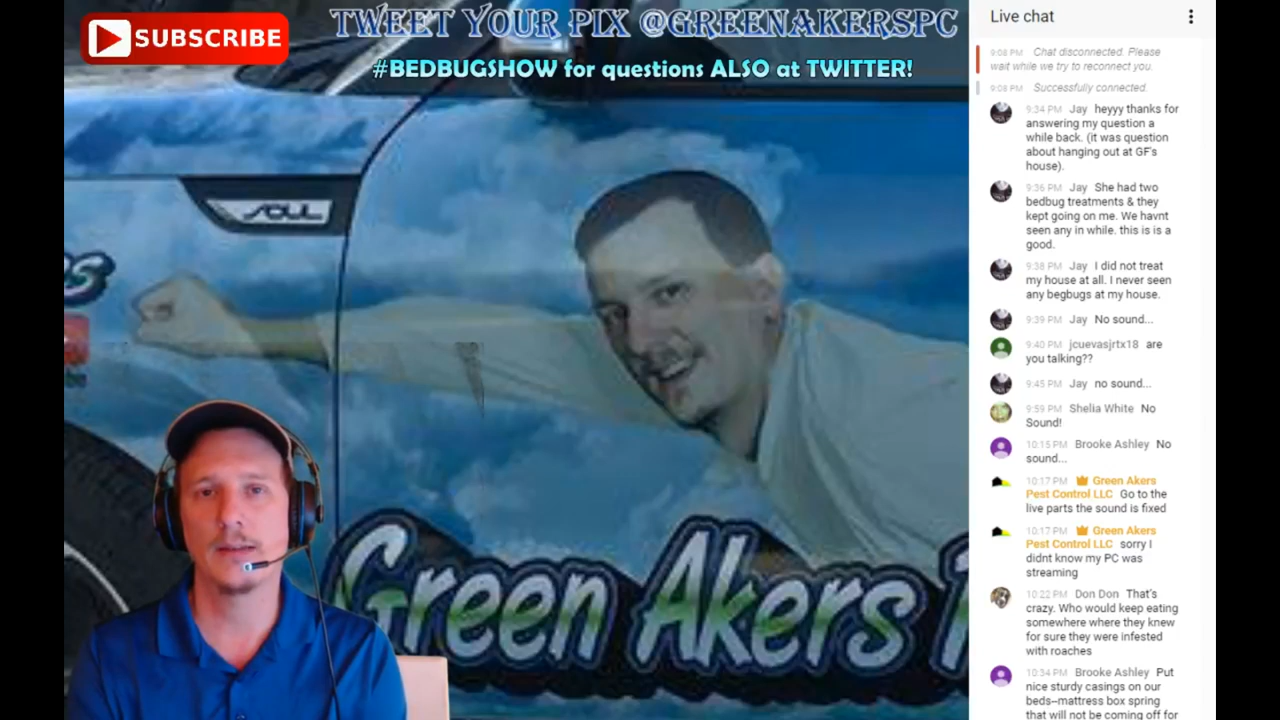 SUBSCRIBE
TWEET YOUR PIX @GREENAKERSPC
#BEDBUGSHOW for questions ALSO at TWITTER!
SOUL
Green Akers
Live chat
9:08 PM Chat disconnected. Please
wait while we try to reconnect you.
9:08 PM Successfully connected.
9:34 PM Jay heyyy thanks for
answering my question a
while back. (it was question
about hanging out at GF's
house).
9:36 PM Jay She had two
bedbug treatments & they
kept going on me. We havnt
seen any in while. this is is a
good.
9:38 PM Jay I did not treat
my house at all. I never seen
any begbugs at my house.
9:39 PM Jay No sound...
9:40 PM jcuevasjrtx18 are
you talking??
9:45 PM Jay no sound...
9:59 PM Shelia White No
Sound!
10:15 PM Brooke Ashley No
sound...
10:17 PM Green Akers
Pest Control LLC Go to the
live parts the sound is fixed
10:17 PM Green Akers
Pest Control LLC sorry I
didnt know my PC was
streaming
10:22 PM Don Don That's
crazy. Who would keep eating
somewhere where they knew
for sure they were infested
with roaches
10:34 PM Brooke Ashley Put
nice sturdy casings on our
beds--mattress box spring
that will not be coming off for